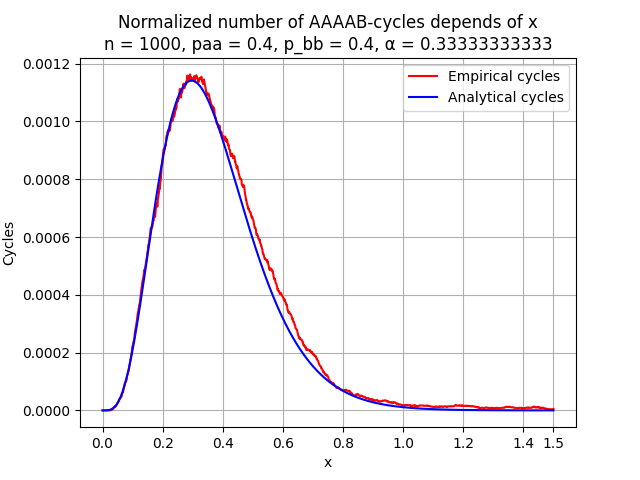 Normalized number of AAAAB-cycles depends of x
n = 1000, paa = 0.4, p_bb = 0.4, α = 0.33333333333
Empirical cycles
Analytical cycles
0.0012
0.0010
0.0008
0.0006
0.0004
0.0002
0.0000
Cycles
0.0 0.2 0.4 0.6 0.8 1.0 1.2 1.4 1.5
x